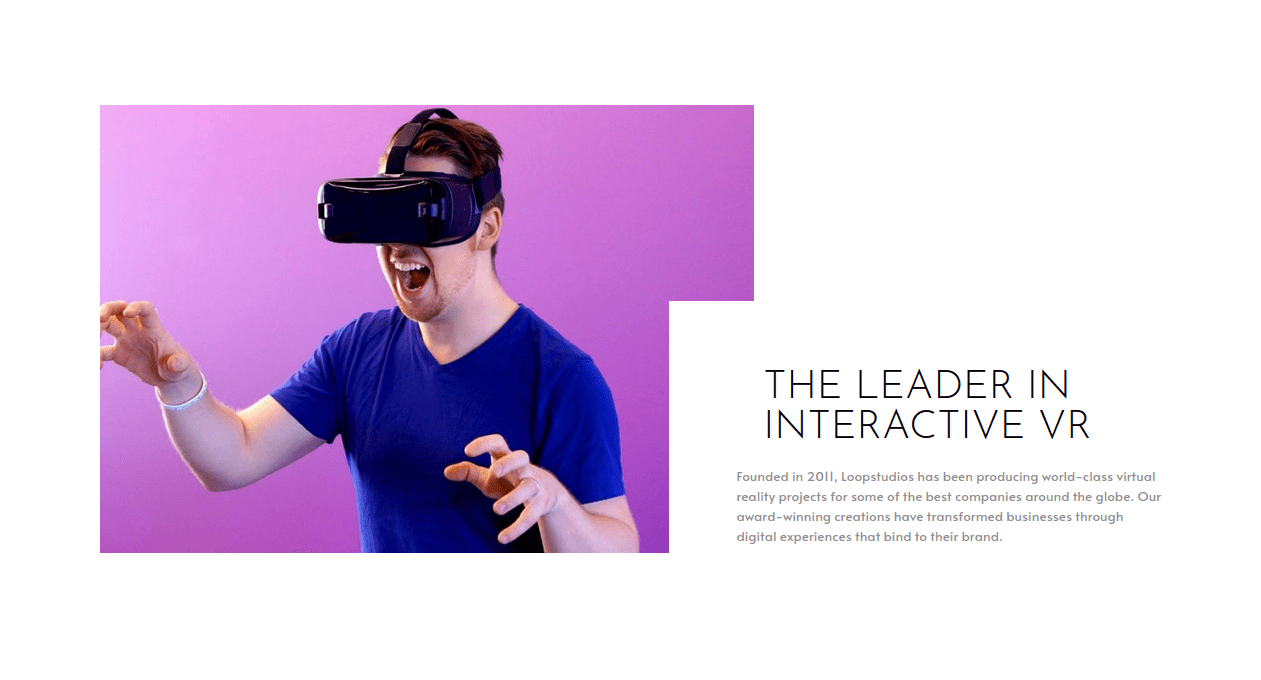 THE LEADER IN
INTERACTIVE VR
Founded in 2011, Loopstudios has been producing world-class virtual
reality projects for some of the best companies around the globe. Our
award-winning creations have transformed businesses through
digital experiences that bind to their brand.